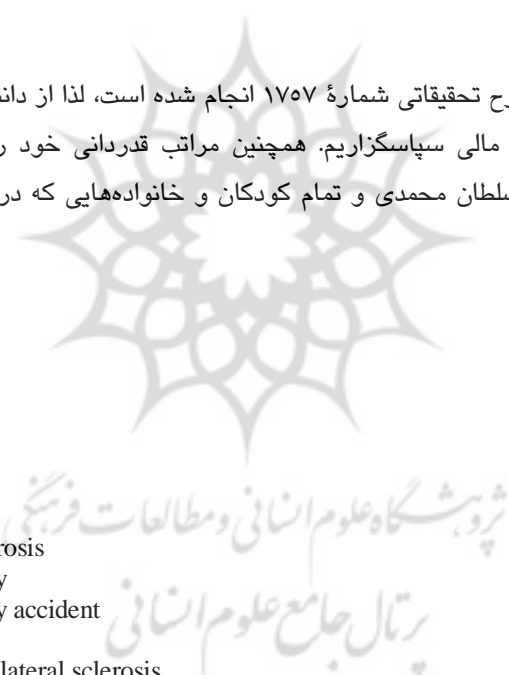 رح تحقیقاتی شمارهٔ ۱۷۵۷ انجام شده است، لذا از دان
مالی سپاسگزاریم. همچنین مراتب قدردانی خود ر
سلطان محمدی و تمام کودکان و خانواده‌هایی که در
پژوهشگاه علوم انسانی و مطالعات فرهنگی
rosis
y
y accident
پرتال جامع علوم انسانی
lateral sclerosis